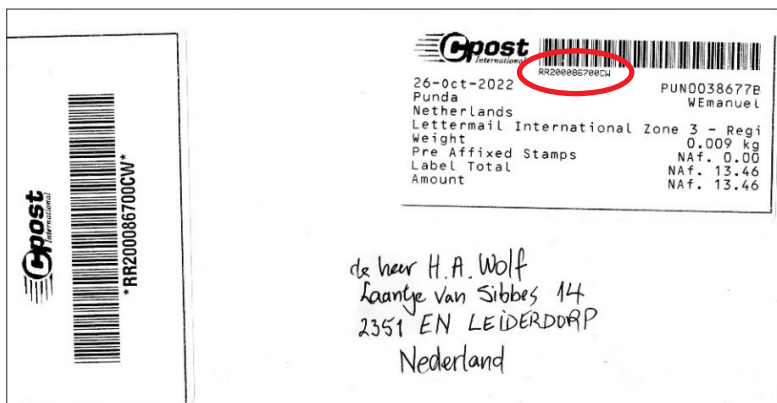 Cpost
International
RR200086700CW
26-Oct-2022 PUN0038677B
Punda WEmanuel
Netherlands
Lettermail International Zone 3 - Regi
Weight 0.009 kg
Pre Affixed Stamps NAf. 0.00
Label Total NAf. 13.46
Amount NAf. 13.46
Cpost
International
*RR200086700CW*
de heer H.A. Wolf
Laantje van Sibbes 14
2351 EN LEIDERDORP
Nederland